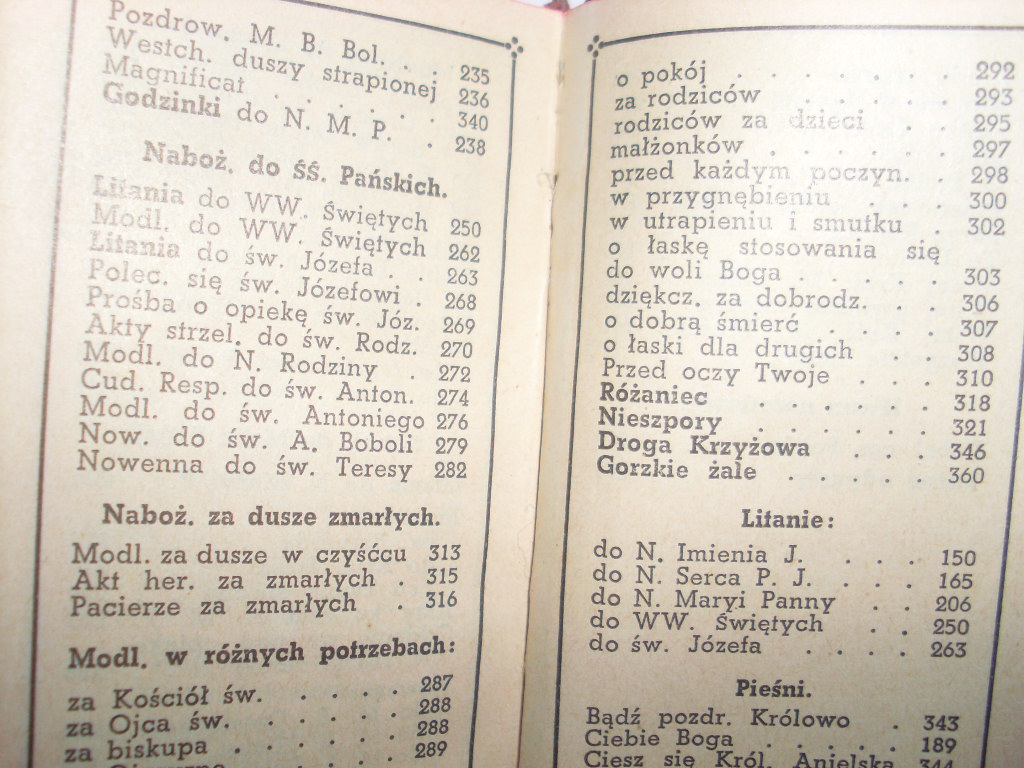 Pozdrow. M. B. Bol. . . 235
Westch. duszy strapionej 236
Magnificat . . . . . 340
Godzinki do N. M. P. . 238
Naboż. do ŚŚ. Pańskich.
Litania do WW. Świętych 250
Modl. do WW. Świętych 262
Litania do św. Józefa . . 263
Polec. się św. Józefowi . 268
Prośba o opiekę św. Józ. 269
Akty strzel. do św. Rodz. 270
Modl. do N. Rodziny . 272
Cud. Resp. do św. Anton. 274
Modl. do św. Antoniego 276
Now. do św. A. Boboli 279
Nowenna do św. Teresy 282
Naboż. za dusze zmarłych.
Modl. za dusze w czyśćcu 313
Akt her. za zmarłych . 315
Pacierze za zmarłych . 316
Modl. w różnych potrzebach:
za Kościół św. . . . . 287
za Ojca św. . . . . . 288
za biskupa . . . . . 288
289
o pokój . . . . . . . 292
za rodziców . . . . . 293
rodziców za dzieci . . 295
małżonków . . . . . . 297
przed każdym poczyn. . 298
w przygnębieniu . . . 300
w utrapieniu i smutku . 302
o łaskę stosowania się
do woli Boga . . . . . 303
dziękcz. za dobrodz. . . 306
o dobrą śmierć . . . . 307
o łaski dla drugich . . 308
Przed oczy Twoje . . . 310
Różaniec . . . . . . 318
Nieszpory . . . . . . 321
Droga Krzyżowa . . . 346
Gorzkie żale . . . . . 360
Litanie:
do N. Imienia J. . . . 150
do N. Serca P. J. . . . 165
do N. Maryi Panny . . 206
do WW. Świętych . . 250
do św. Józefa . . . . 263
Pieśni.
Bądź pozdr. Królowo . 343
Ciebie Boga . . . . . 189
Ciesz się Król. Anielska 344